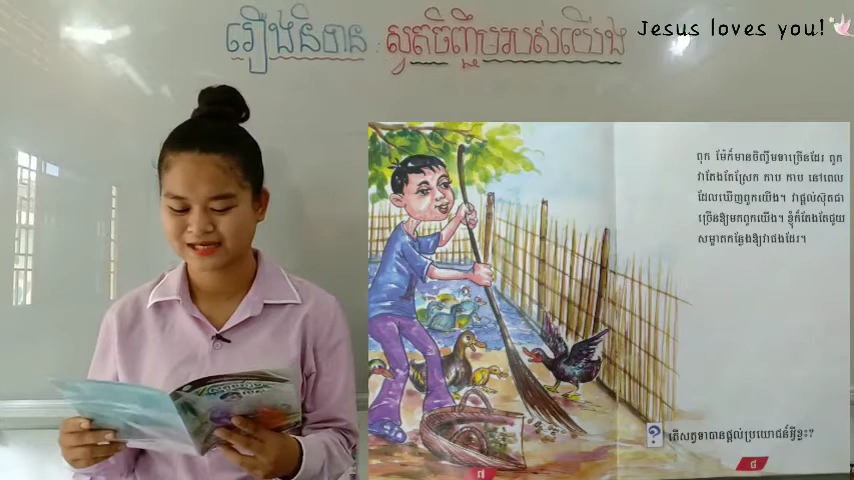 រឿងនិទាន ៖ សត្វចិញ្ចឹមរបស់យើង
Jesus loves you!
ពុក ម៉ែក៏មានចិញ្ចឹមទាច្រើនដែរ ពួក
វាតែងតែស្រែក កាប កាប នៅពេល
ដែលឃើញពួកយើង។ វាផ្តល់ស៊ុតជា
ច្រើនឱ្យមកពួកយើង។ ខ្ញុំក៏តែងតែជួយ
សម្អាតកន្លែងឱ្យវាផងដែរ។
? តើសត្វទាបានផ្តល់ប្រយោជន៍អ្វីខ្លះ?
៧
៨